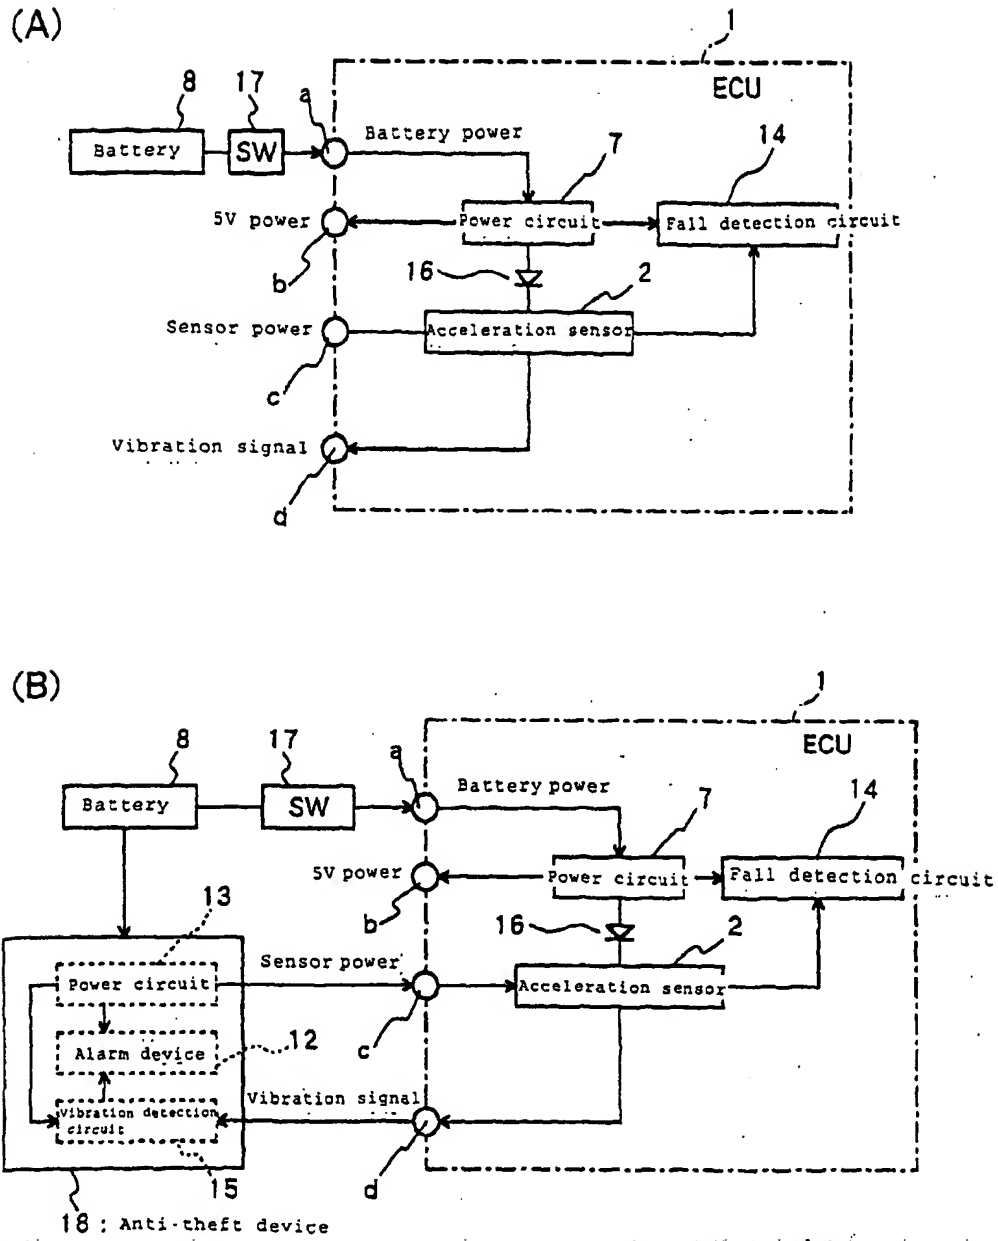 (A)
1
ECU
8
17
a
Battery
SW
Battery power
7
14
5V power
Power circuit
Fall detection circuit
b
16
2
Sensor power
Acceleration sensor
c
Vibration signal
d
(B)
1
ECU
8
17
a
Battery
SW
Battery power
7
14
5V power
Power circuit
Fall detection circuit
b
16
2
13
Sensor power
Power circuit
Acceleration sensor
c
Alarm device
12
Vibration signal
Vibration detection
circuit
d
15
18 : Anti-theft device